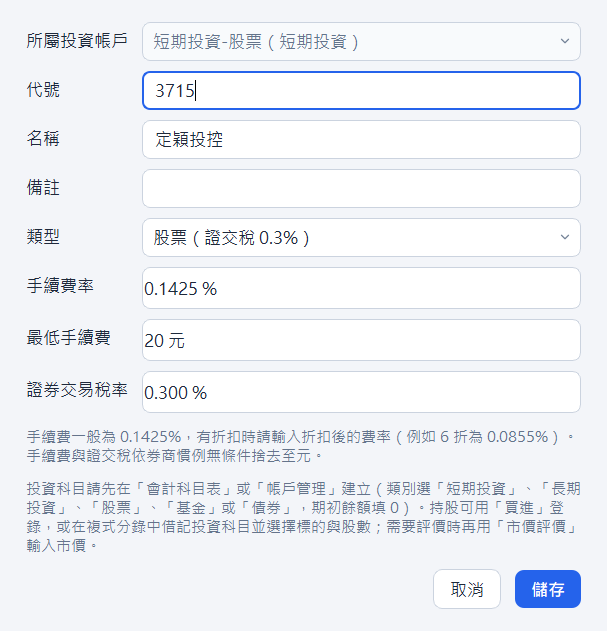 所屬投資帳戶 短期投資-股票（短期投資）
代號 3715
名稱 定穎投控
備註
類型 股票（證交稅 0.3%）
手續費率 0.1425 %
最低手續費 20 元
證券交易稅率 0.300 %
手續費一般為 0.1425%，有折扣時請輸入折扣後的費率（例如 6 折為 0.0855%）。
手續費與證交稅依券商慣例無條件捨去至元。
投資科目請先在「會計科目表」或「帳戶管理」建立（類別選「短期投資」、「長期
投資」、「股票」、「基金」或「債券」，期初餘額填 0）。持股可用「買進」登
錄，或在複式分錄中借記投資科目並選擇標的與股數；需要評價時再用「市價評價」
輸入市價。
取消 儲存